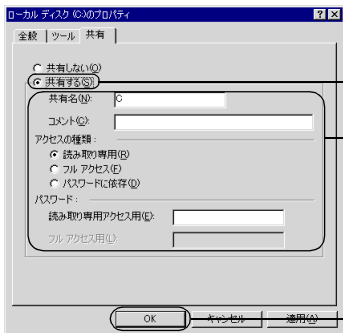 ローカル ディスク (C:)のプロパティ
全般 ツール 共有
共有しない(O)
共有する(S)
共有名(N): C
コメント(C):
アクセスの種類:
読み取り専用(R)
フル アクセス(F)
パスワードに依存(D)
パスワード:
読み取り専用アクセス用(E):
フル アクセス用(L):
OK キャンセル 適用(A)